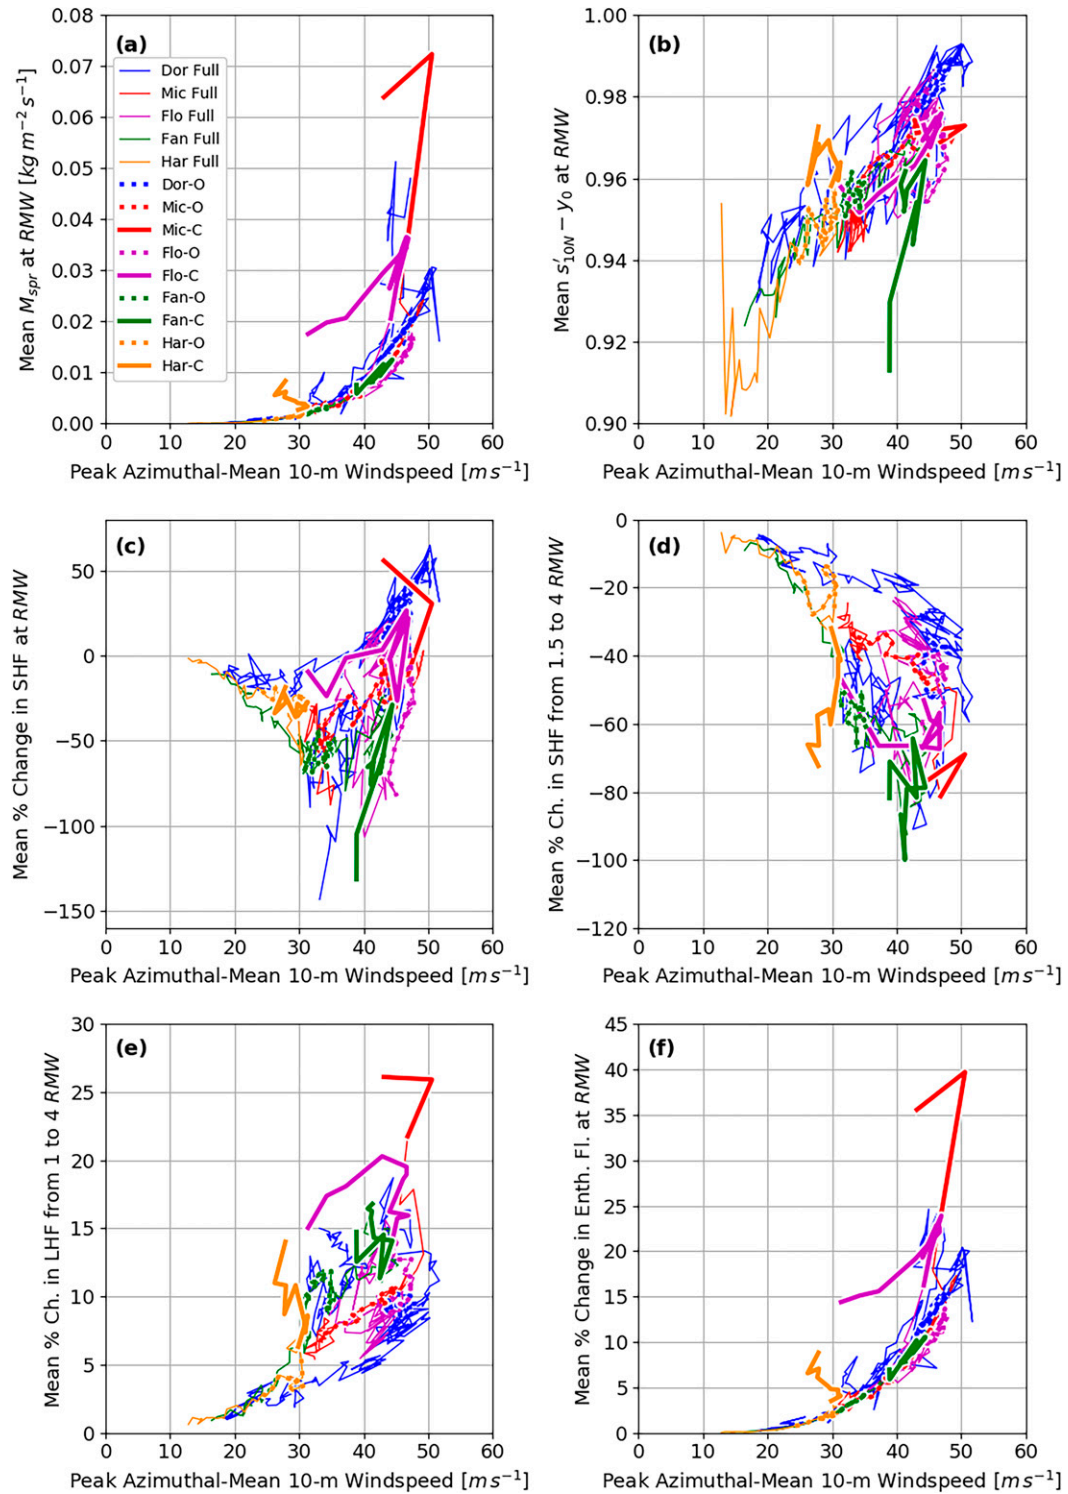 (a)
Mean M_spr at RMW [kg m⁻² s⁻¹]
0.08
0.07
0.06
0.05
0.04
0.03
0.02
0.01
0.00
Dor Full
Mic Full
Flo Full
Fan Full
Har Full
Dor-O
Mic-O
Mic-C
Flo-O
Flo-C
Fan-O
Fan-C
Har-O
Har-C
0 10 20 30 40 50 60
Peak Azimuthal-Mean 10-m Windspeed [m s⁻¹]
(b)
Mean s′_10N − y_0 at RMW
1.00
0.98
0.96
0.94
0.92
0.90
0 10 20 30 40 50 60
Peak Azimuthal-Mean 10-m Windspeed [m s⁻¹]
(c)
Mean % Change in SHF at RMW
50
0
−50
−100
−150
0 10 20 30 40 50 60
Peak Azimuthal-Mean 10-m Windspeed [m s⁻¹]
(d)
Mean % Ch. in SHF from 1.5 to 4 RMW
0
−20
−40
−60
−80
−100
−120
0 10 20 30 40 50 60
Peak Azimuthal-Mean 10-m Windspeed [m s⁻¹]
(e)
Mean % Ch. in LHF from 1 to 4 RMW
30
25
20
15
10
5
0
0 10 20 30 40 50 60
Peak Azimuthal-Mean 10-m Windspeed [m s⁻¹]
(f)
Mean % Change in Enth. Fl. at RMW
45
40
35
30
25
20
15
10
5
0
0 10 20 30 40 50 60
Peak Azimuthal-Mean 10-m Windspeed [m s⁻¹]